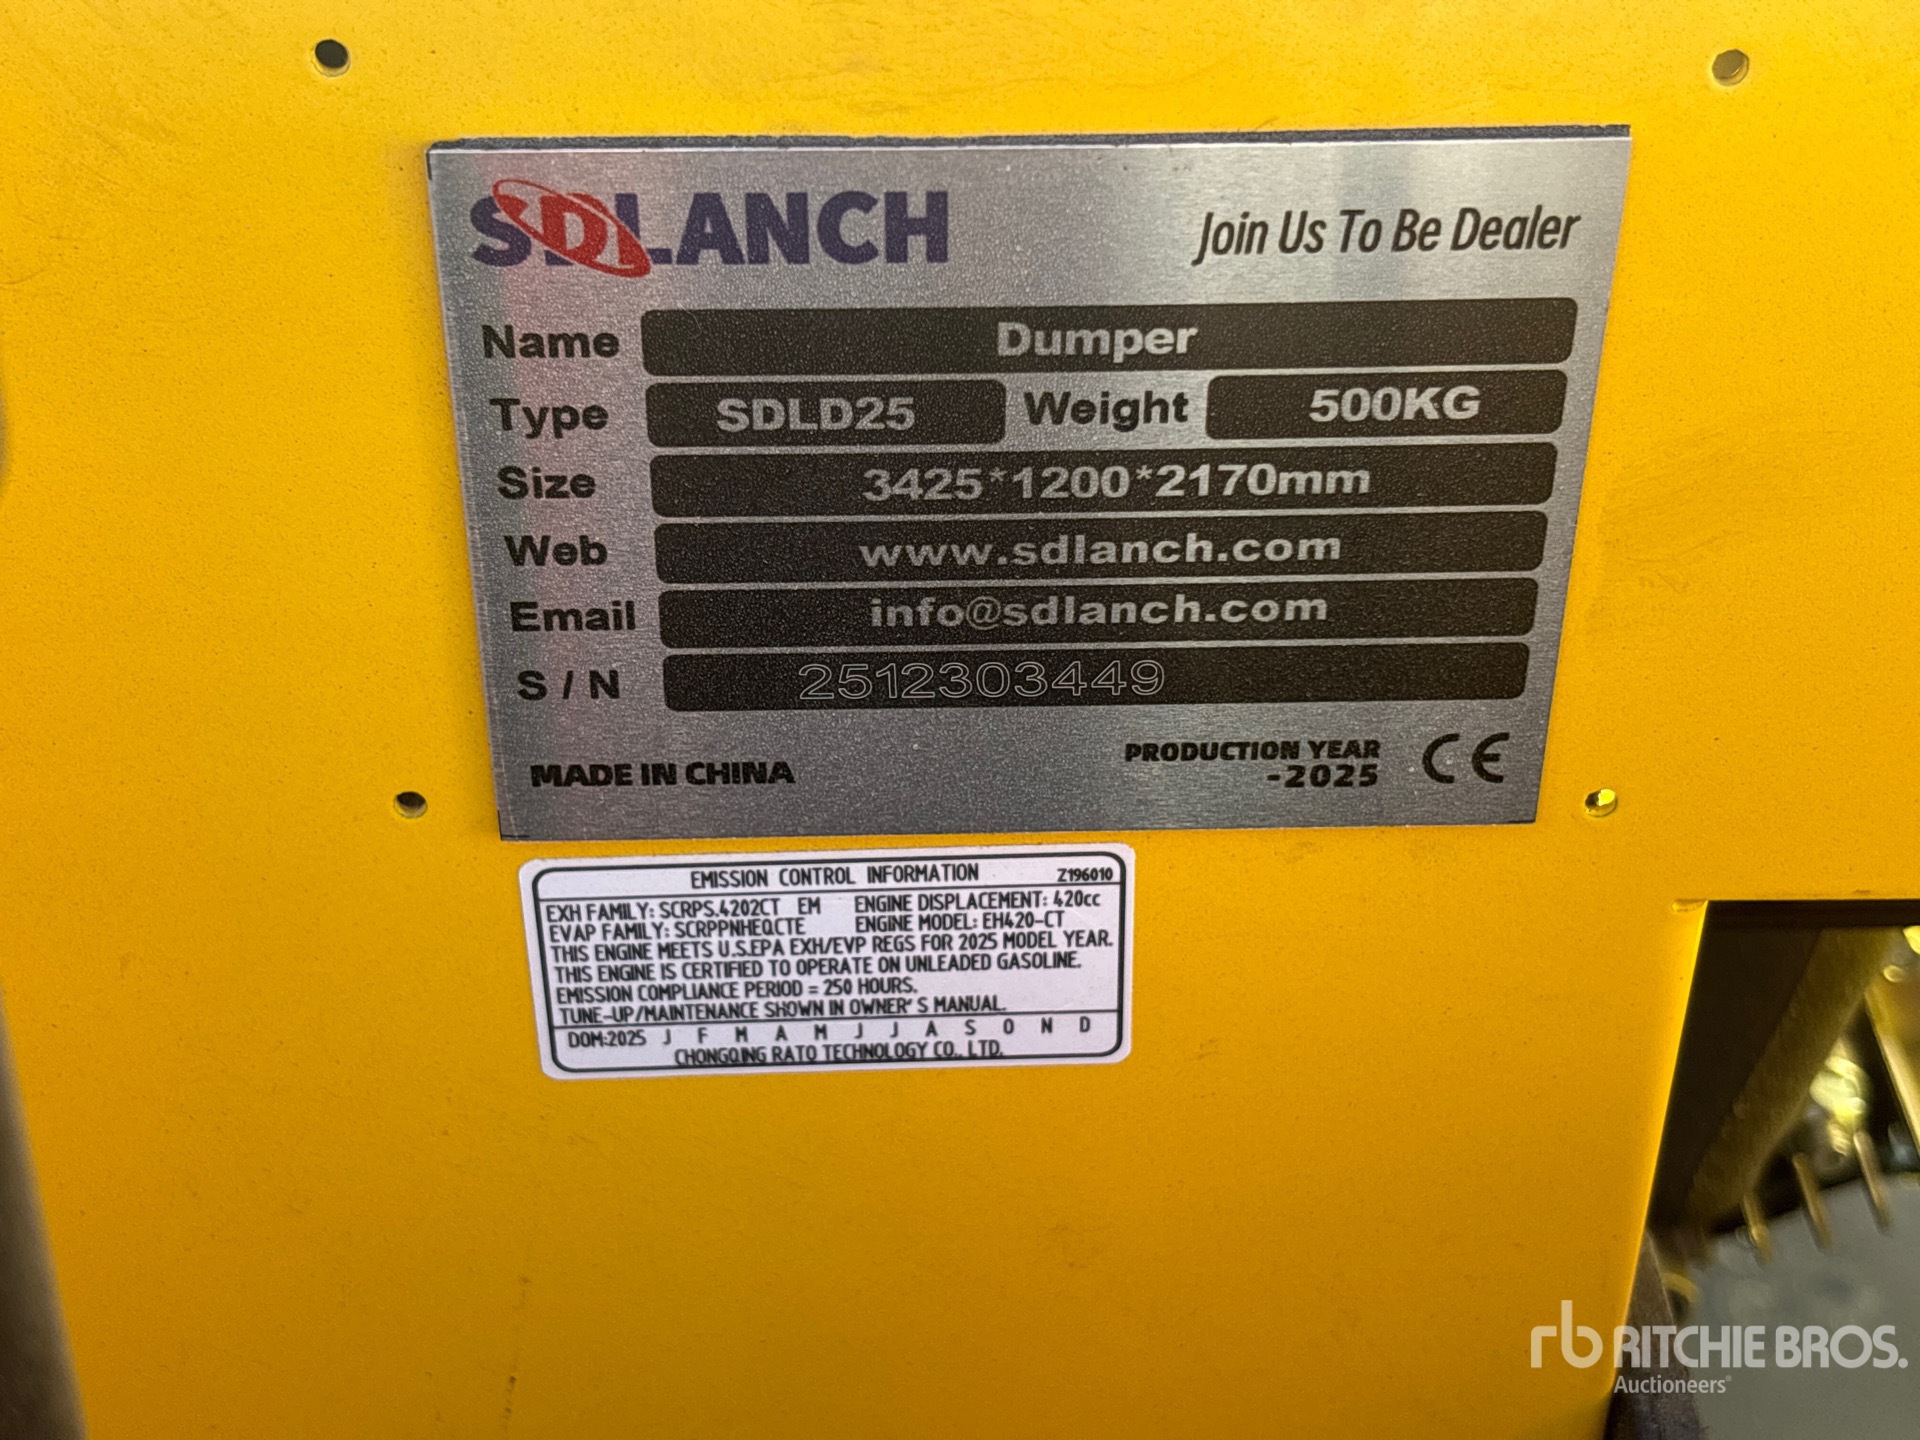 SDLANCH
Join Us To Be Dealer
Name Dumper
Type SDLD25 Weight 500KG
Size 3425*1200*2170mm
Web www.sdlanch.com
Email info@sdlanch.com
S / N 2512303449
MADE IN CHINA PRODUCTION YEAR
-2025 CE
EMISSION CONTROL INFORMATION Z196010
EXH FAMILY: SCRPS.4202CT EM ENGINE DISPLACEMENT: 420cc
EVAP FAMILY: SCRPPNHEQCTE ENGINE MODEL: EH420-CT
THIS ENGINE MEETS U.S.EPA EXH/EVP REGS FOR 2025 MODEL YEAR.
THIS ENGINE IS CERTIFIED TO OPERATE ON UNLEADED GASOLINE.
EMISSION COMPLIANCE PERIOD = 250 HOURS.
TUNE-UP/MAINTENANCE SHOWN IN OWNER'S MANUAL.
DOM:2025 J F M A M J J A S O N D
CHONGQING RATO TECHNOLOGY CO., LTD.
rb RITCHIE BROS.
Auctioneers